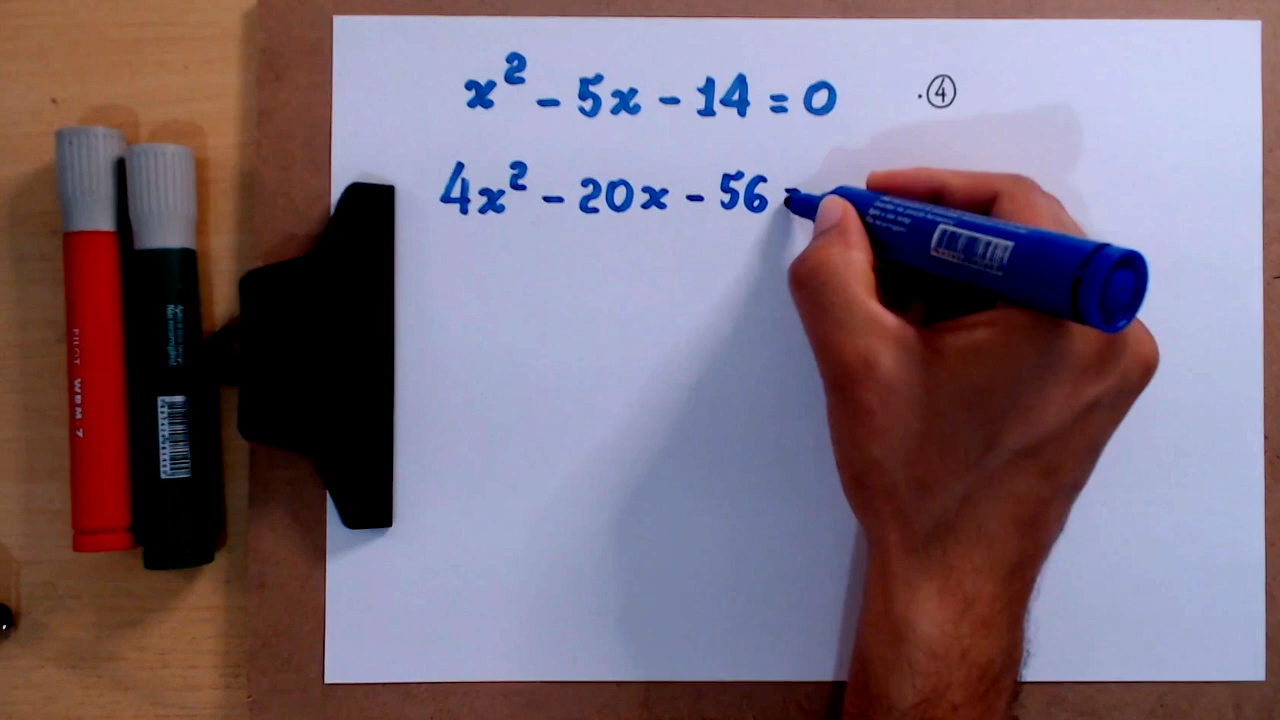 x² - 5x - 14 = 0 .④
4x² - 20x - 56 =
PILOT WBM-7